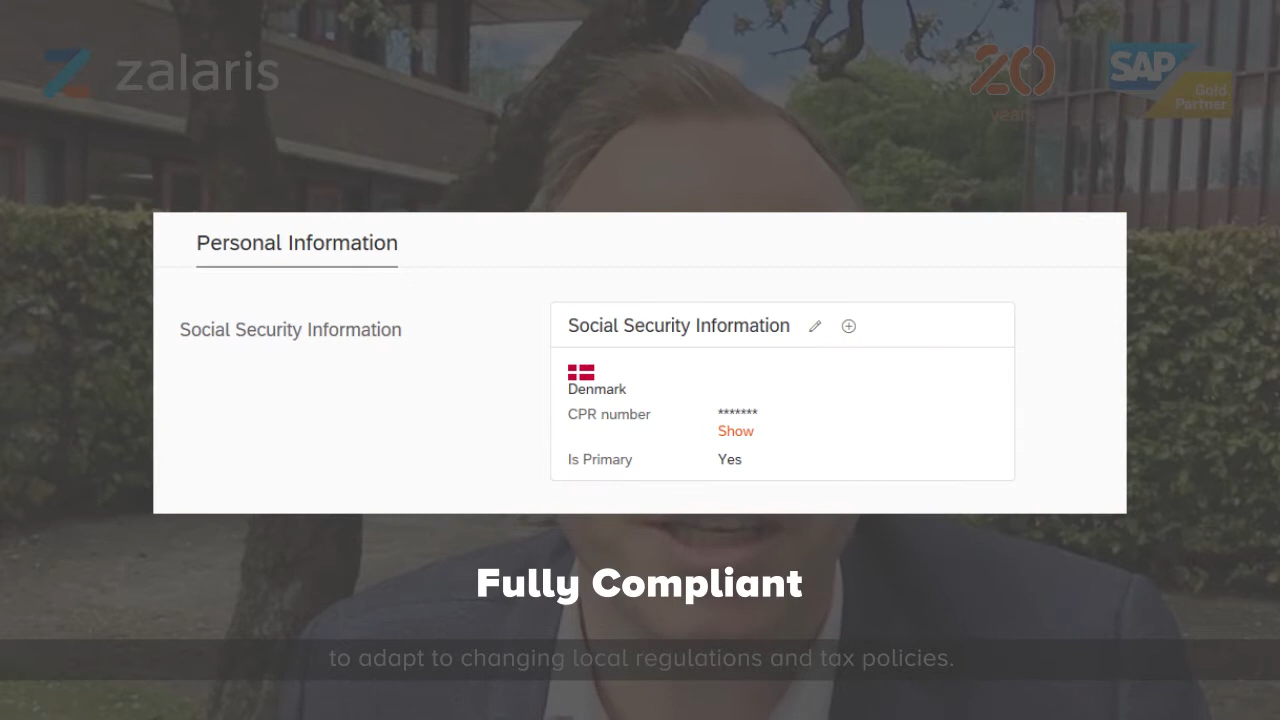 zalaris
20
years
SAP
Gold
Partner
Personal Information
Social Security Information
Social Security Information
Denmark
CPR number *******
Show
Is Primary Yes
Fully Compliant
to adapt to changing local regulations and tax policies.